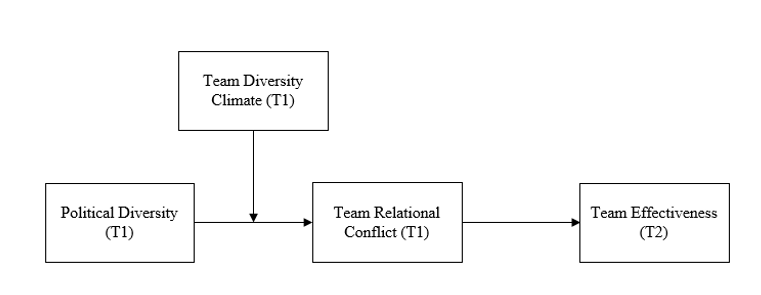 Team Diversity
Climate (T1)
Political Diversity
(T1)
Team Relational
Conflict (T1)
Team Effectiveness
(T2)